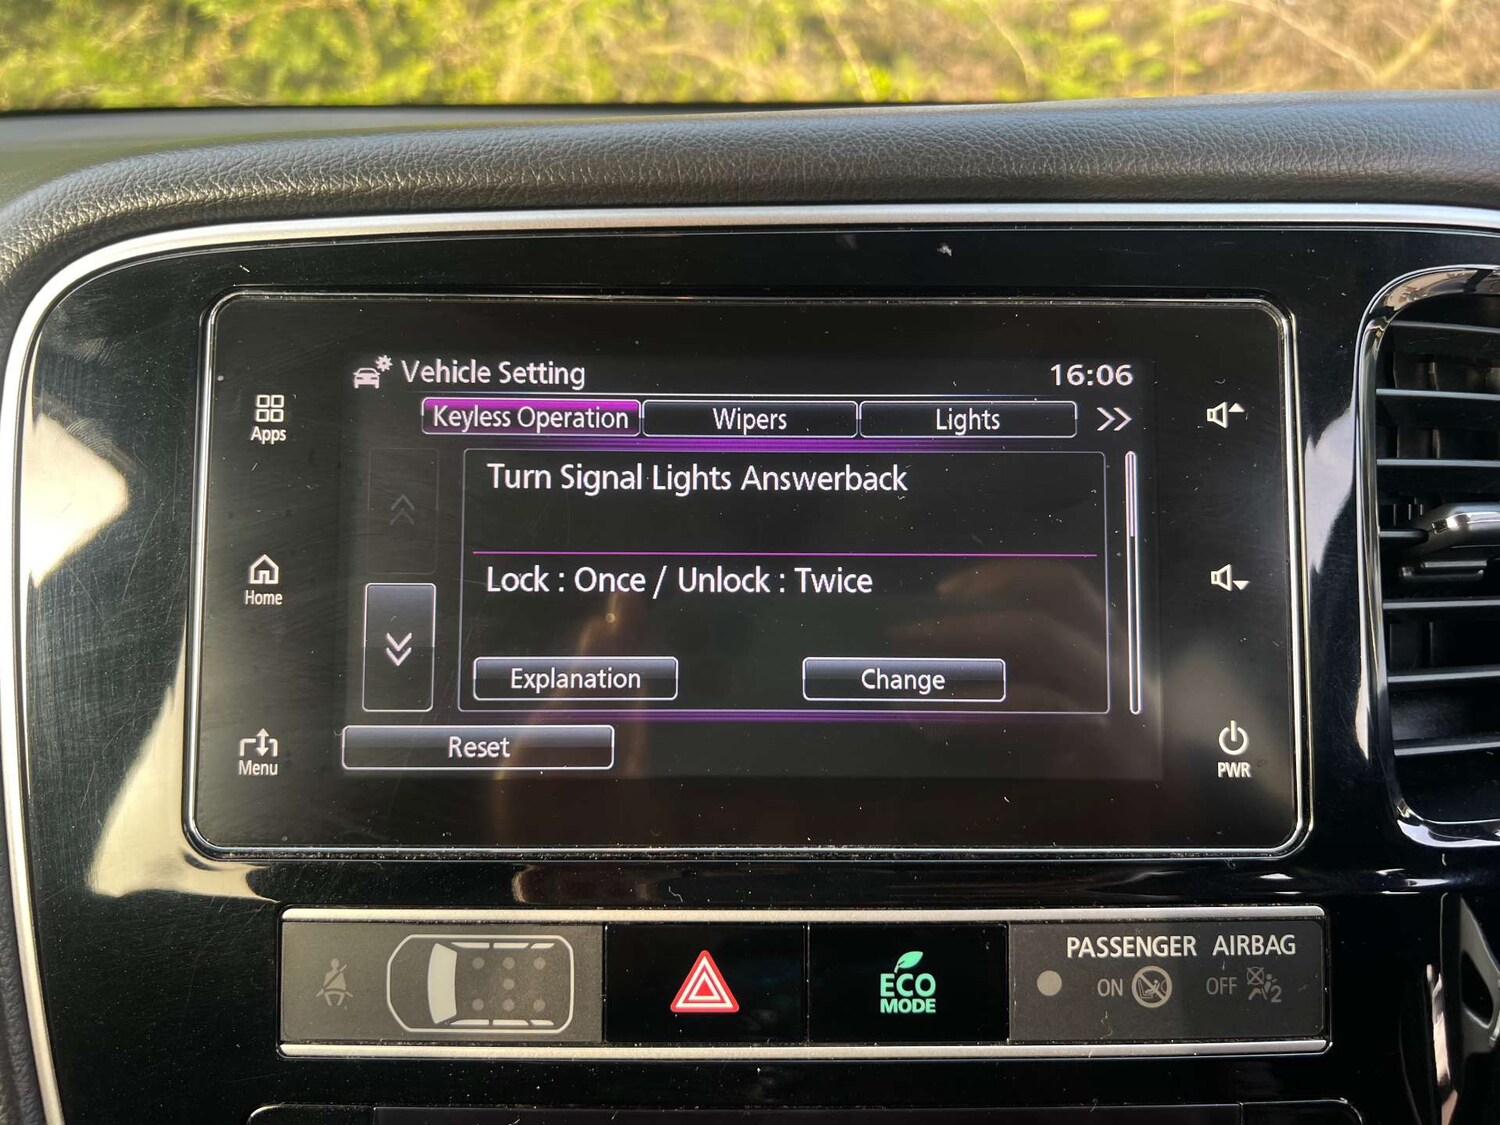 Vehicle Setting
16:06
Keyless Operation
Wipers
Lights
Apps
Turn Signal Lights Answerback
Lock : Once / Unlock : Twice
Home
Explanation
Change
Reset
Menu
PWR
ECO
MODE
PASSENGER AIRBAG
ON
OFF
2